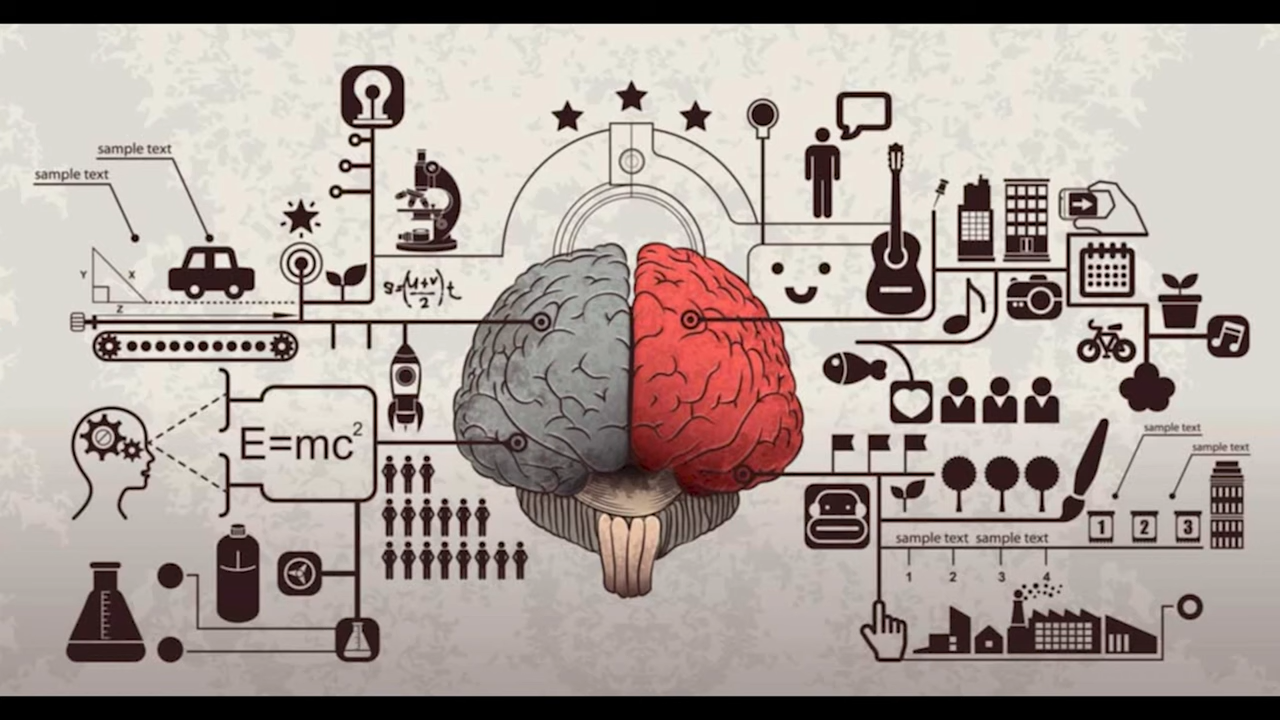 sample text
sample text
Y
X
Z
s=(u+v/2)t
E=mc²
sample text
sample text
1 2 3
sample text sample text
1 2 3 4